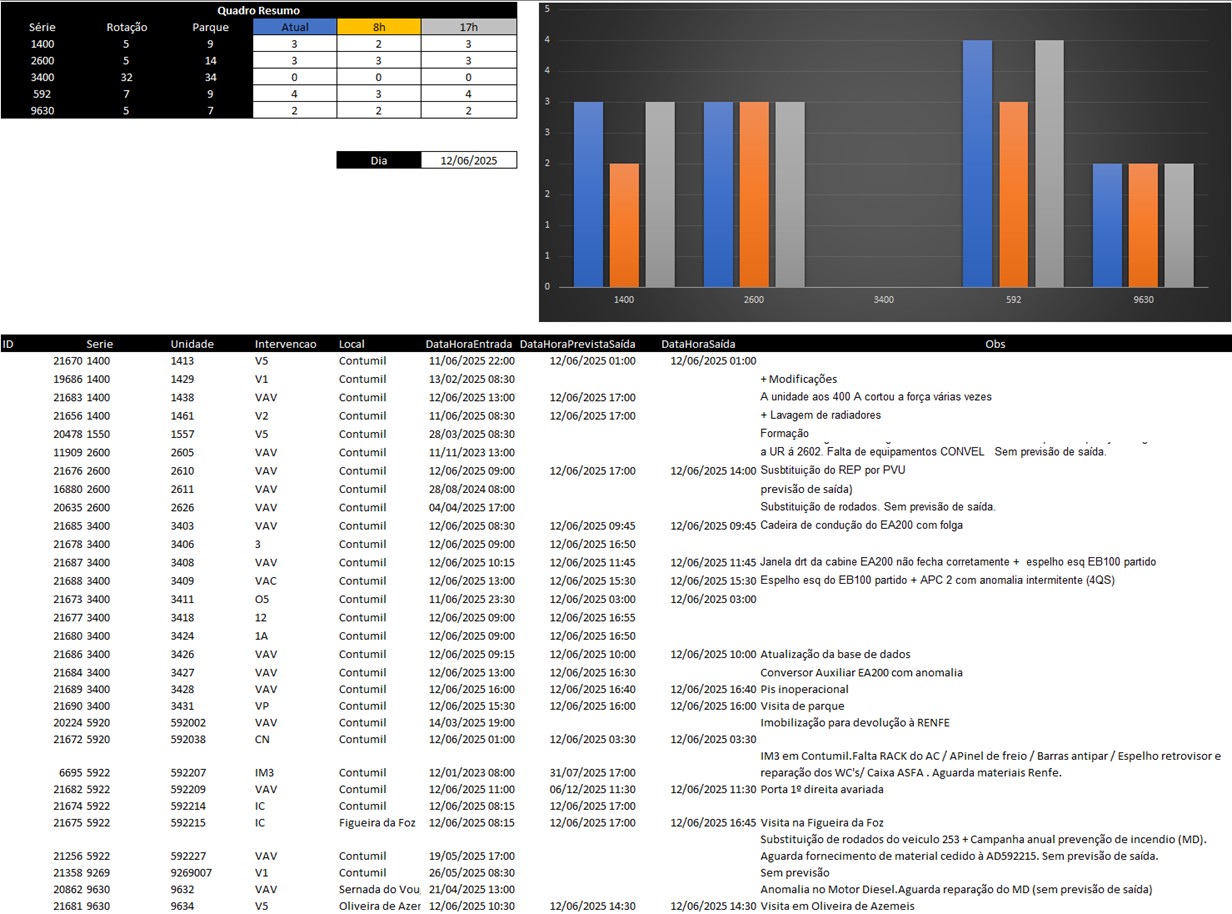 Quadro Resumo
Série Rotação Parque Atual 8h 17h
1400 5 9 3 2 3
2600 5 14 3 3 3
3400 32 34 0 0 0
592 7 9 4 3 4
9630 5 7 2 2 2
Dia 12/06/2025
5
4
4
3
3
2
2
1
1
0
1400 2600 3400 592 9630
ID Serie Unidade Intervencao Local DataHoraEntrada DataHoraPrevistaSaída DataHoraSaída Obs
21670 1400 1413 V5 Contumil 11/06/2025 22:00 12/06/2025 01:00 12/06/2025 01:00
19686 1400 1429 V1 Contumil 13/02/2025 08:30 + Modificações
21683 1400 1438 VAV Contumil 12/06/2025 13:00 12/06/2025 17:00 A unidade aos 400 A cortou a força várias vezes
21656 1400 1461 V2 Contumil 11/06/2025 08:30 12/06/2025 17:00 + Lavagem de radiadores
20478 1550 1557 V5 Contumil 28/03/2025 08:30 Formação
11909 2600 2605 VAV Contumil 11/11/2023 13:00 a UR á 2602. Falta de equipamentos CONVEL Sem previsão de saída.
21676 2600 2610 VAV Contumil 12/06/2025 09:00 12/06/2025 17:00 12/06/2025 14:00 Susbtituição do REP por PVU
16880 2600 2611 VAV Contumil 28/08/2024 08:00 previsão de saída)
20635 2600 2626 VAV Contumil 04/04/2025 17:00 Substituição de rodados. Sem previsão de saída.
21685 3400 3403 VAV Contumil 12/06/2025 08:30 12/06/2025 09:45 12/06/2025 09:45 Cadeira de condução do EA200 com folga
21678 3400 3406 3 Contumil 12/06/2025 09:00 12/06/2025 16:50
21687 3400 3408 VAV Contumil 12/06/2025 10:15 12/06/2025 11:45 12/06/2025 11:45 Janela drt da cabine EA200 não fecha corretamente + espelho esq EB100 partido
21688 3400 3409 VAC Contumil 12/06/2025 13:00 12/06/2025 15:30 12/06/2025 15:30 Espelho esq do EB100 partido + APC 2 com anomalia intermitente (4QS)
21673 3400 3411 O5 Contumil 11/06/2025 23:30 12/06/2025 03:00 12/06/2025 03:00
21677 3400 3418 12 Contumil 12/06/2025 09:00 12/06/2025 16:55
21680 3400 3424 1A Contumil 12/06/2025 09:00 12/06/2025 16:50
21686 3400 3426 VAV Contumil 12/06/2025 09:15 12/06/2025 10:00 12/06/2025 10:00 Atualização da base de dados
21684 3400 3427 VAV Contumil 12/06/2025 13:00 12/06/2025 16:30 Conversor Auxiliar EA200 com anomalia
21689 3400 3428 VAV Contumil 12/06/2025 16:00 12/06/2025 16:40 12/06/2025 16:40 Pis inoperacional
21690 3400 3431 VP Contumil 12/06/2025 15:30 12/06/2025 16:00 12/06/2025 16:00 Visita de parque
20224 5920 592002 VAV Contumil 14/03/2025 19:00 Imobilização para devolução à RENFE
21672 5920 592038 CN Contumil 12/06/2025 01:00 12/06/2025 03:30 12/06/2025 03:30
IM3 em Contumil.Falta RACK do AC / APinel de freio / Barras antipar / Espelho retrovisor e
6695 5922 592207 IM3 Contumil 12/01/2023 08:00 31/07/2025 17:00 reparação dos WC's/ Caixa ASFA . Aguarda materiais Renfe.
21682 5922 592209 VAV Contumil 12/06/2025 11:00 06/12/2025 11:30 12/06/2025 11:30 Porta 1º direita avariada
21674 5922 592214 IC Contumil 12/06/2025 08:15 12/06/2025 17:00
21675 5922 592215 IC Figueira da Foz 12/06/2025 08:15 12/06/2025 17:00 12/06/2025 16:45 Visita na Figueira da Foz
Substituição de rodados do veiculo 253 + Campanha anual prevenção de incendio (MD).
21256 5922 592227 VAV Contumil 19/05/2025 17:00 Aguarda fornecimento de material cedido à AD592215. Sem previsão de saída.
21358 9269 9269007 V1 Contumil 26/05/2025 08:30 Sem previsão
20862 9630 9632 VAV Sernada do Vou 21/04/2025 13:00 Anomalia no Motor Diesel.Aguarda reparação do MD (sem previsão de saída)
21681 9630 9634 V5 Oliveira de Azer 12/06/2025 10:30 12/06/2025 14:30 12/06/2025 14:30 Visita em Oliveira de Azemeis